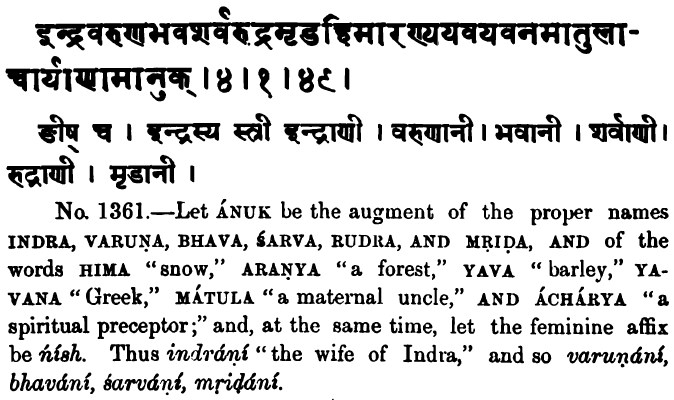 इन्द्रवरुणभवशर्वरुद्रमृडहिमारण्ययवयवनमातुला-
चार्याणामानुक् । ४ । १ । ४९ ।
ङीष् च । इन्द्रस्य स्त्री इन्द्राणी । वरुणानी । भवानी । शर्वाणी ।
रुद्राणी । मृडानी ।
No. 1361.—Let ÁNUK be the augment of the proper names
INDRA, VARUṆA, BHAVA, ŚARVA, RUDRA, AND MṚIḌA, AND of the
words HIMA “snow,” ARAṆYA “a forest,” YAVA “barley,” YA-
VANA “Greek,” MÁTULA “a maternal uncle,” AND ÁCHÁRYA “a
spiritual preceptor;” and, at the same time, let the feminine affix
be ńísh. Thus indráṇí “the wife of Indra,” and so varuṇání,
bhavání, śarváṇí, mṛiḍání.